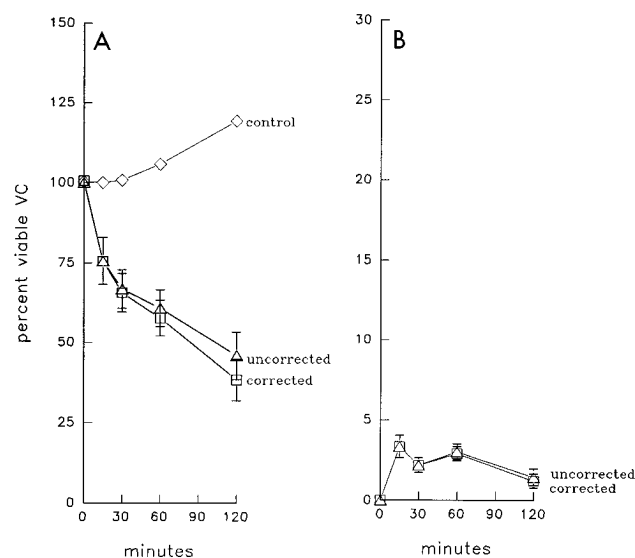 A
percent viable VC
150
125
100
75
50
25
0
control
uncorrected
corrected
0 30 60 90 120
minutes
B
30
25
20
15
10
5
0
uncorrected
corrected
0 30 60 90 120
minutes